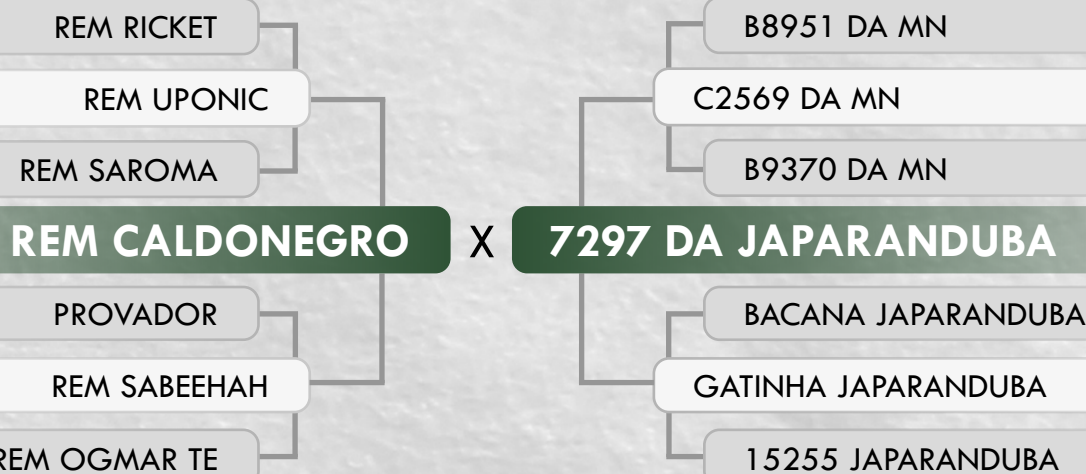 REM RICKET
REM UPONIC
REM SAROMA
REM CALDONEGRO
PROVADOR
REM SABEEHAH
REM OGMAR TE
X
B8951 DA MN
C2569 DA MN
B9370 DA MN
7297 DA JAPARANDUBA
BACANA JAPARANDUBA
GATINHA JAPARANDUBA
15255 JAPARANDUBA